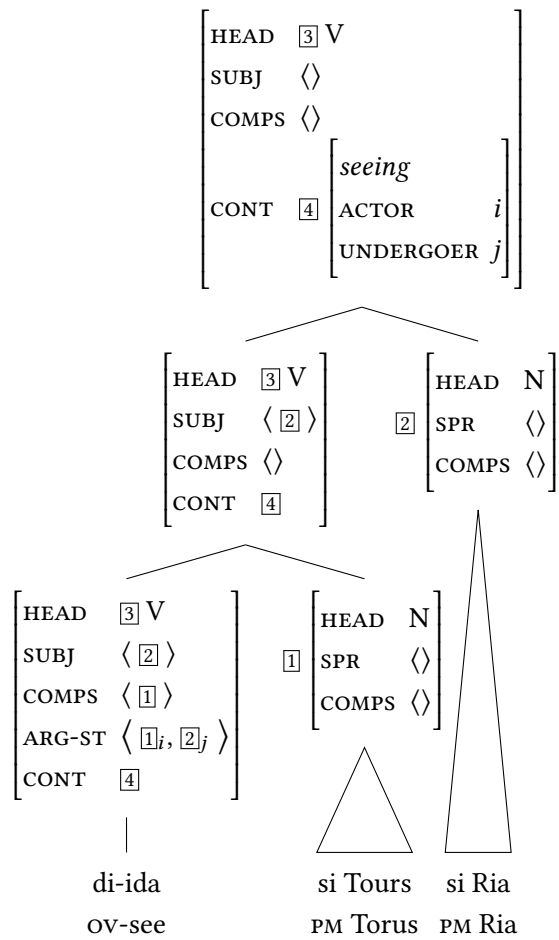 HEAD 3 V
SUBJ ⟨⟩
COMPS ⟨⟩
seeing
CONT 4 ACTOR i
UNDERGOER j
HEAD 3 V
SUBJ ⟨ 2 ⟩
COMPS ⟨⟩
CONT 4
2
HEAD N
SPR ⟨⟩
COMPS ⟨⟩
HEAD 3 V
SUBJ ⟨ 2 ⟩
COMPS ⟨ 1 ⟩
ARG-ST ⟨ 1i, 2j ⟩
CONT 4
1
HEAD N
SPR ⟨⟩
COMPS ⟨⟩
di-ida si Tours si Ria
OV-see PM Torus PM Ria